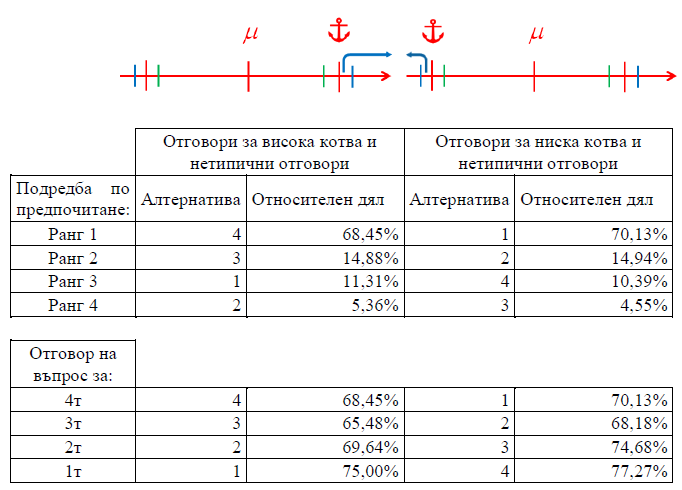 μ μ
Отговори за висока котва и нетипични отговори Отговори за ниска котва и нетипични отговори
Подредба по предпочитане: Алтернатива Относителен дял Алтернатива Относителен дял
Ранг 1 4 68,45% 1 70,13%
Ранг 2 3 14,88% 2 14,94%
Ранг 3 1 11,31% 4 10,39%
Ранг 4 2 5,36% 3 4,55%
Отговор на
въпрос за:
4т 4 68,45% 1 70,13%
3т 3 65,48% 2 68,18%
2т 2 69,64% 3 74,68%
1т 1 75,00% 4 77,27%